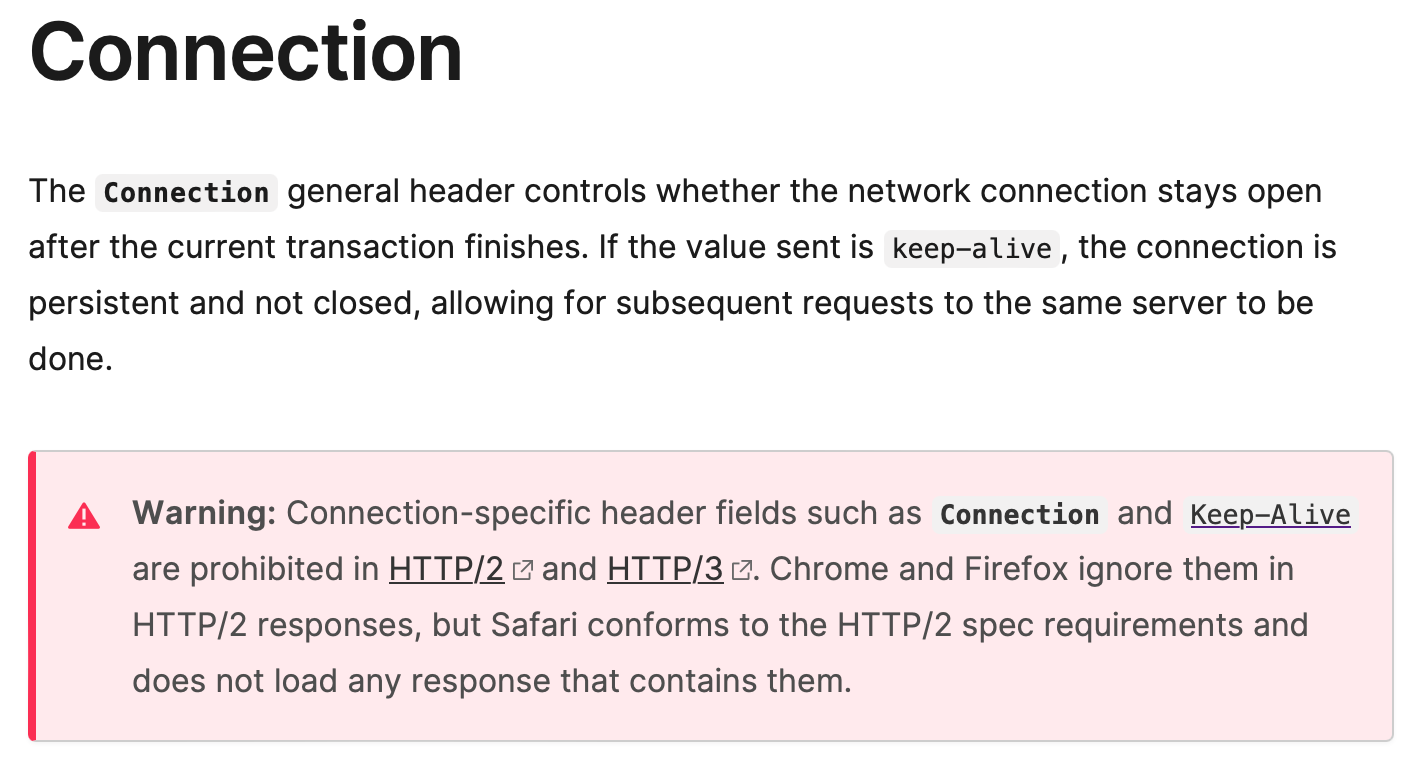 Connection
The Connection general header controls whether the network connection stays open
after the current transaction finishes. If the value sent is keep-alive, the connection is
persistent and not closed, allowing for subsequent requests to the same server to be
done.
Warning: Connection-specific header fields such as Connection and Keep-Alive
are prohibited in HTTP/2 and HTTP/3. Chrome and Firefox ignore them in
HTTP/2 responses, but Safari conforms to the HTTP/2 spec requirements and
does not load any response that contains them.